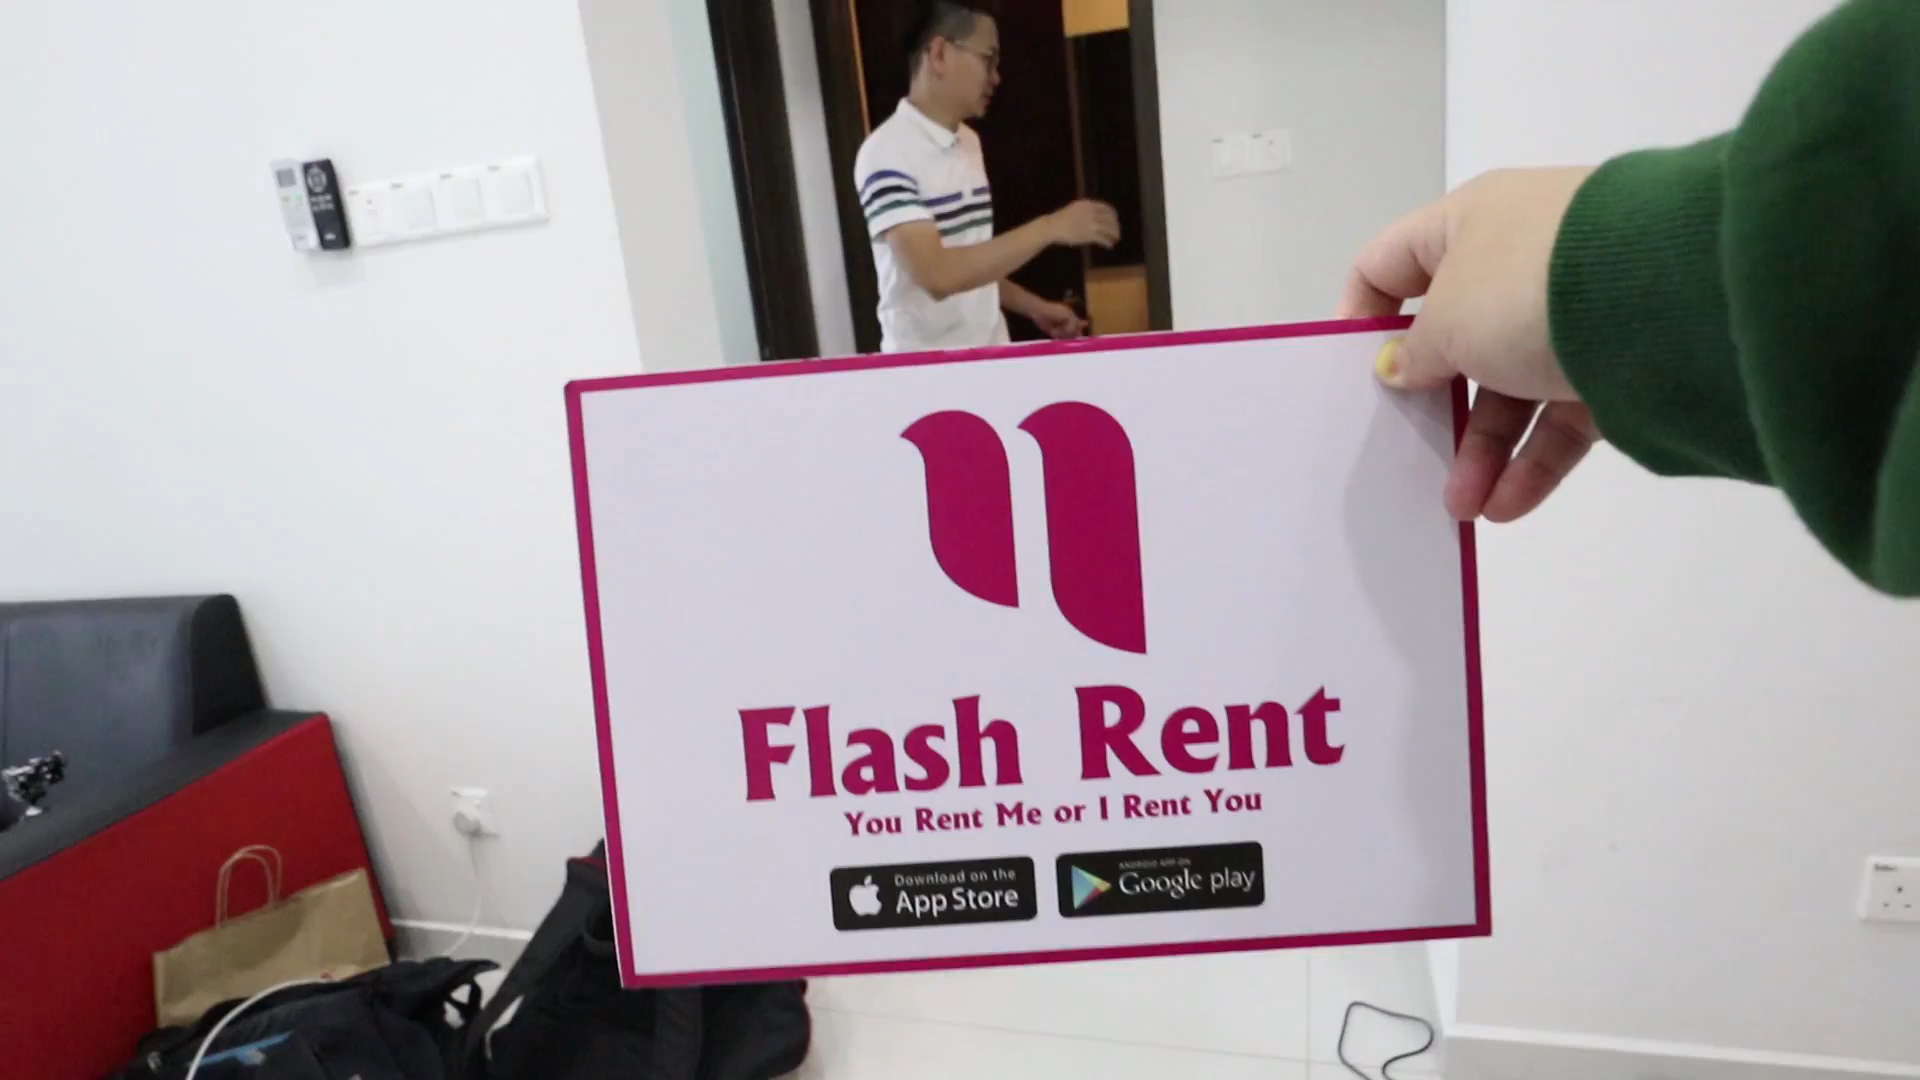 Flash Rent
You Rent Me or I Rent You
Download on the
App Store
ANDROID APP ON
Google play